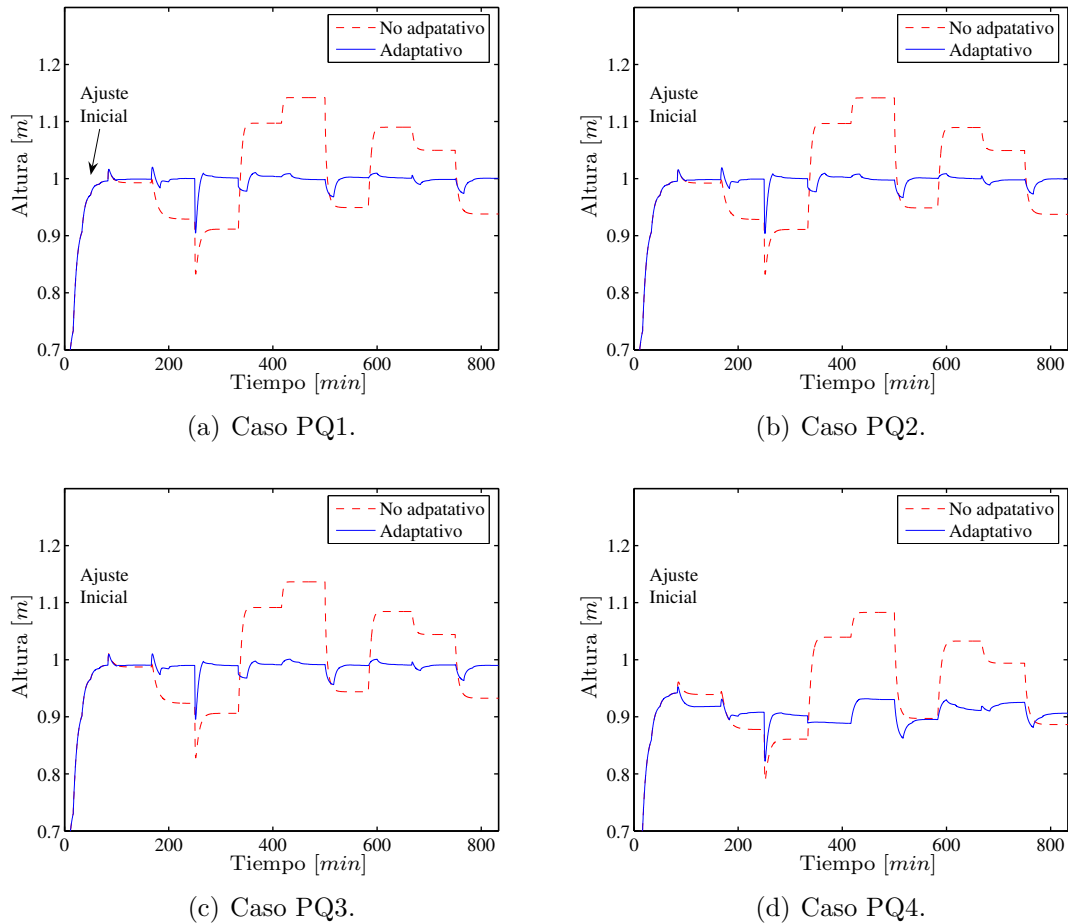 No adpatativo
Adaptativo
1.2
Ajuste
Inicial
1.1
1
0.9
0.8
0.7
Altura [m]
0
200
400
600
800
Tiempo [min]
(a) Caso PQ1.
No adpatativo
Adaptativo
1.2
Ajuste
Inicial
1.1
1
0.9
0.8
0.7
Altura [m]
0
200
400
600
800
Tiempo [min]
(b) Caso PQ2.
No adpatativo
Adaptativo
1.2
Ajuste
Inicial
1.1
1
0.9
0.8
0.7
Altura [m]
0
200
400
600
800
Tiempo [min]
(c) Caso PQ3.
No adpatativo
Adaptativo
1.2
Ajuste
Inicial
1.1
1
0.9
0.8
0.7
Altura [m]
0
200
400
600
800
Tiempo [min]
(d) Caso PQ4.